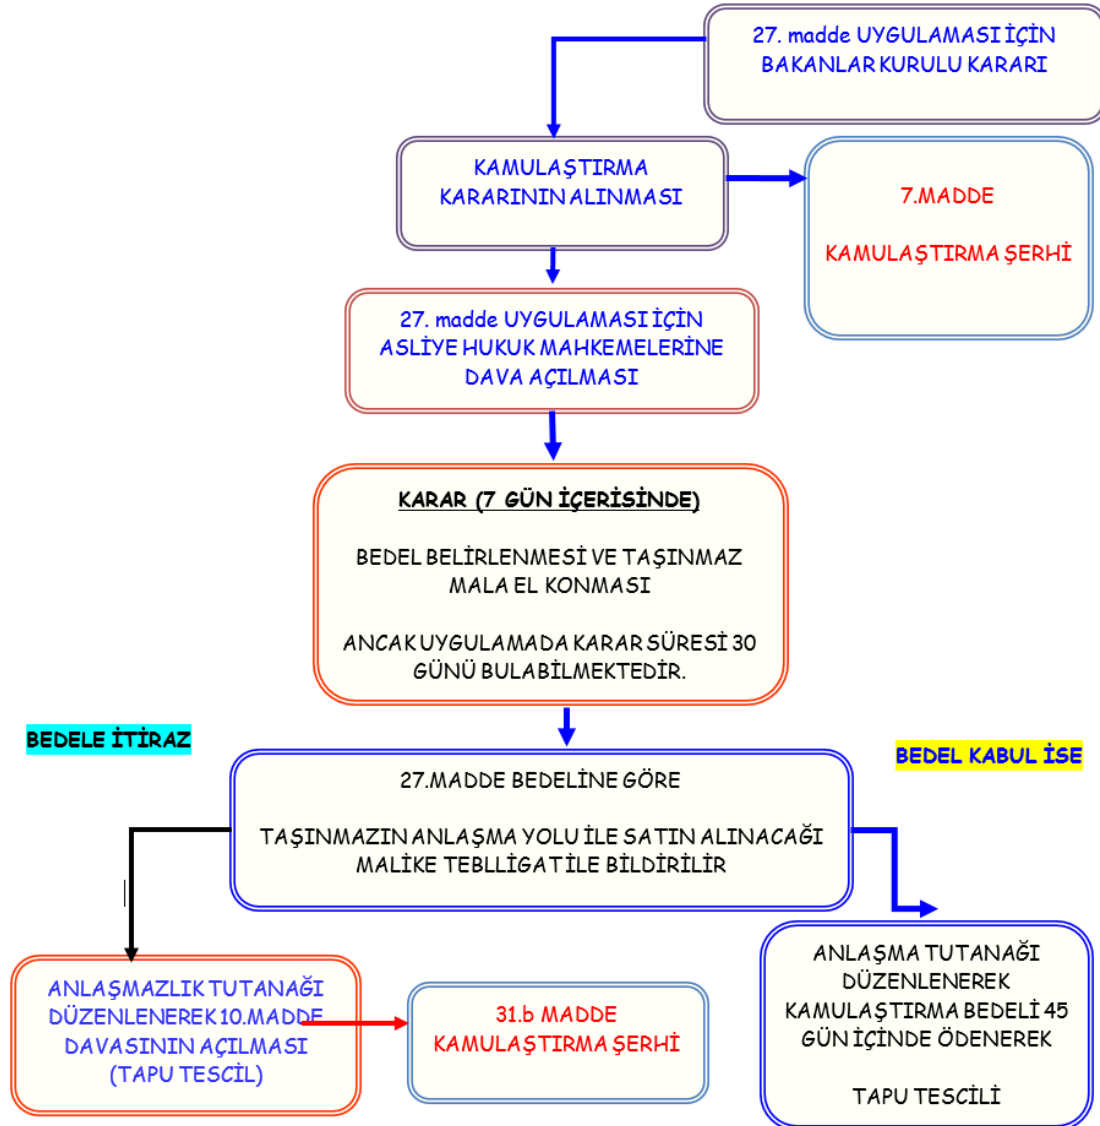 27. madde UYGULAMASI İÇİN
BAKANLAR KURULU KARARI
KAMULAŞTIRMA
KARARININ ALINMASI
7.MADDE
KAMULAŞTIRMA ŞERHİ
27. madde UYGULAMASI İÇİN
ASLİYE HUKUK MAHKEMELERİNE
DAVA AÇILMASI
KARAR (7 GÜN İÇERİSİNDE)
BEDEL BELİRLENMESİ VE TAŞINMAZ
MALA EL KONMASI
ANCAK UYGULAMADA KARAR SÜRESİ 30
GÜNÜ BULABİLMEKTEDİR.
BEDELE İTİRAZ
BEDEL KABUL İSE
27.MADDE BEDELİNE GÖRE
TAŞINMAZIN ANLAŞMA YOLU İLE SATIN ALINACAĞI
MALİKE TEBLLİGAT İLE BİLDİRİLİR
ANLAŞMAZLIK TUTANAĞI
DÜZENLENEREK 10.MADDE
DAVASININ AÇILMASI
(TAPU TESCİL)
31.b MADDE
KAMULAŞTIRMA ŞERHİ
ANLAŞMA TUTANAĞI
DÜZENLENEREK
KAMULAŞTIRMA BEDELİ 45
GÜN İÇİNDE ÖDENEREK
TAPU TESCİLİ